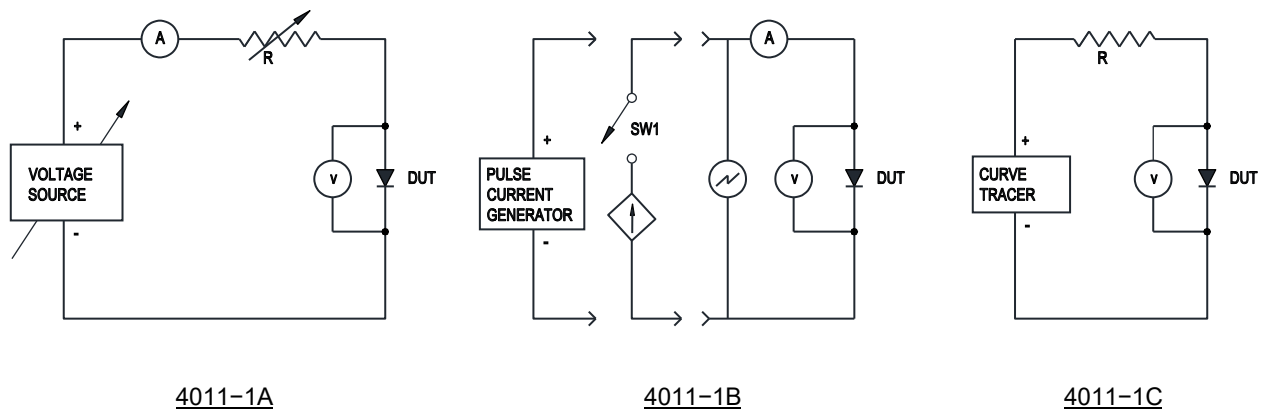 A
R
+
VOLTAGE
SOURCE
-
V
DUT
4011-1A
A
SW1
+
PULSE
CURRENT
GENERATOR
-
V
DUT
4011-1B
R
+
CURVE
TRACER
-
V
DUT
4011-1C